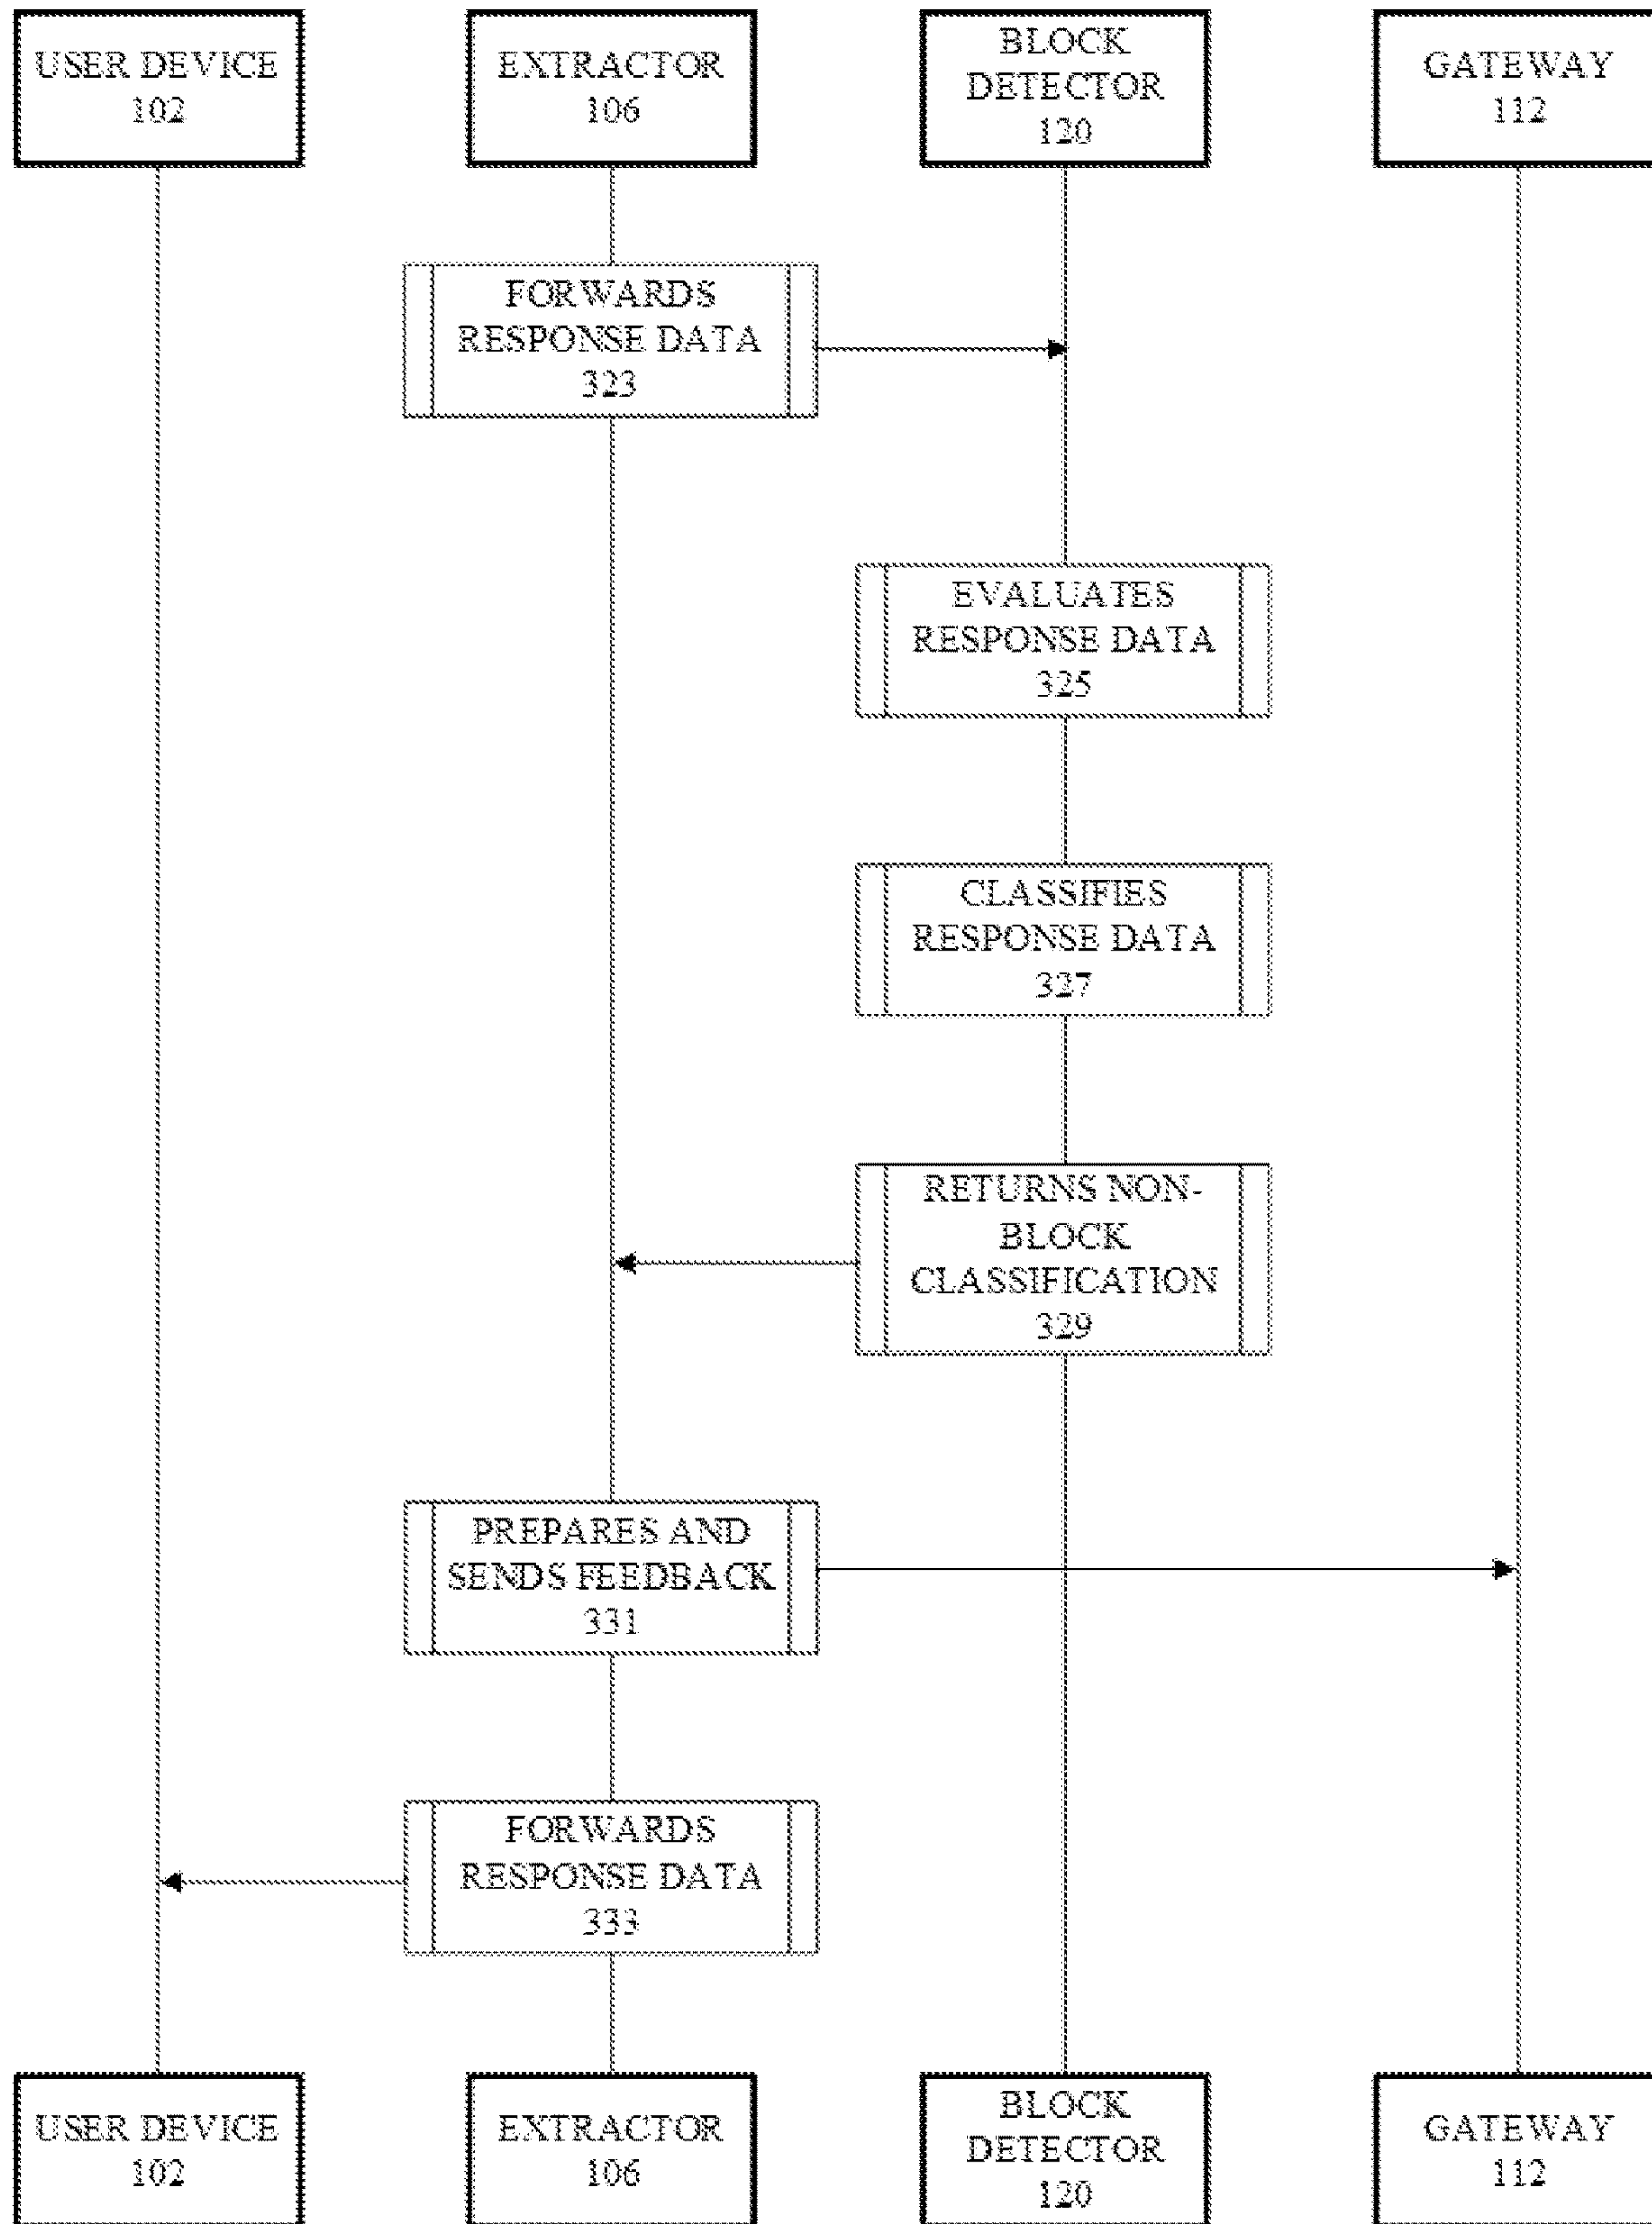 USER DEVICE
102
EXTRACTOR
106
BLOCK
DETECTOR
120
GATEWAY
112
FORWARDS
RESPONSE DATA
323
EVALUATES
RESPONSE DATA
325
CLASSIFIES
RESPONSE DATA
327
RETURNS NON-
BLOCK
CLASSIFICATION
329
PREPARES AND
SENDS FEEDBACK
331
FORWARDS
RESPONSE DATA
333
USER DEVICE
102
EXTRACTOR
106
BLOCK
DETECTOR
120
GATEWAY
112